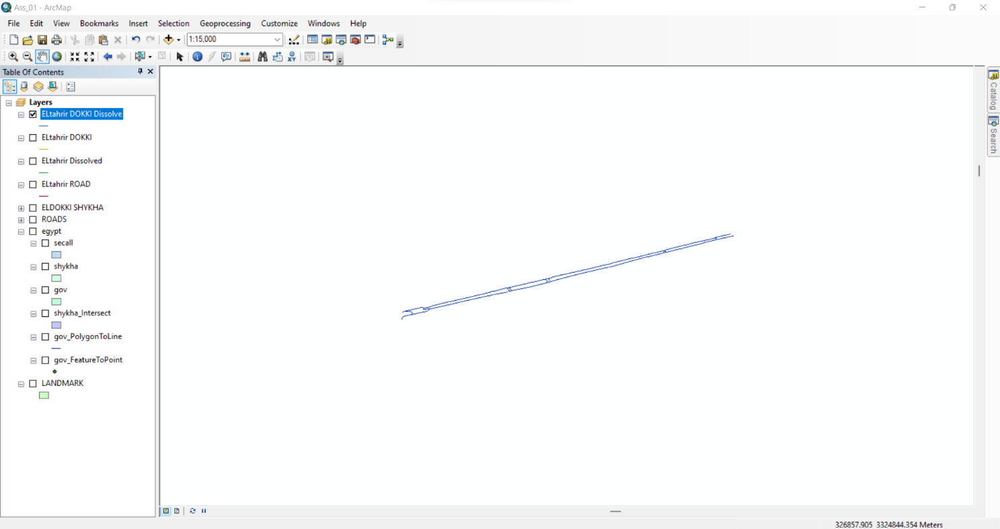 Ass_01 - ArcMap
File Edit View Bookmarks Insert Selection Geoprocessing Customize Windows Help
1:15,000
Table Of Contents
Layers
ELtahrir DOKKI Dissolve
ELtahrir DOKKI
ELtahrir Dissolved
ELtahrir ROAD
ELDOKKI SHYKHA
ROADS
egypt
secall
shykha
gov
shykha_Intersect
gov_PolygonToLine
gov_FeatureToPoint
LANDMARK
Catalog
Search
326857.905 3324844.354 Meters